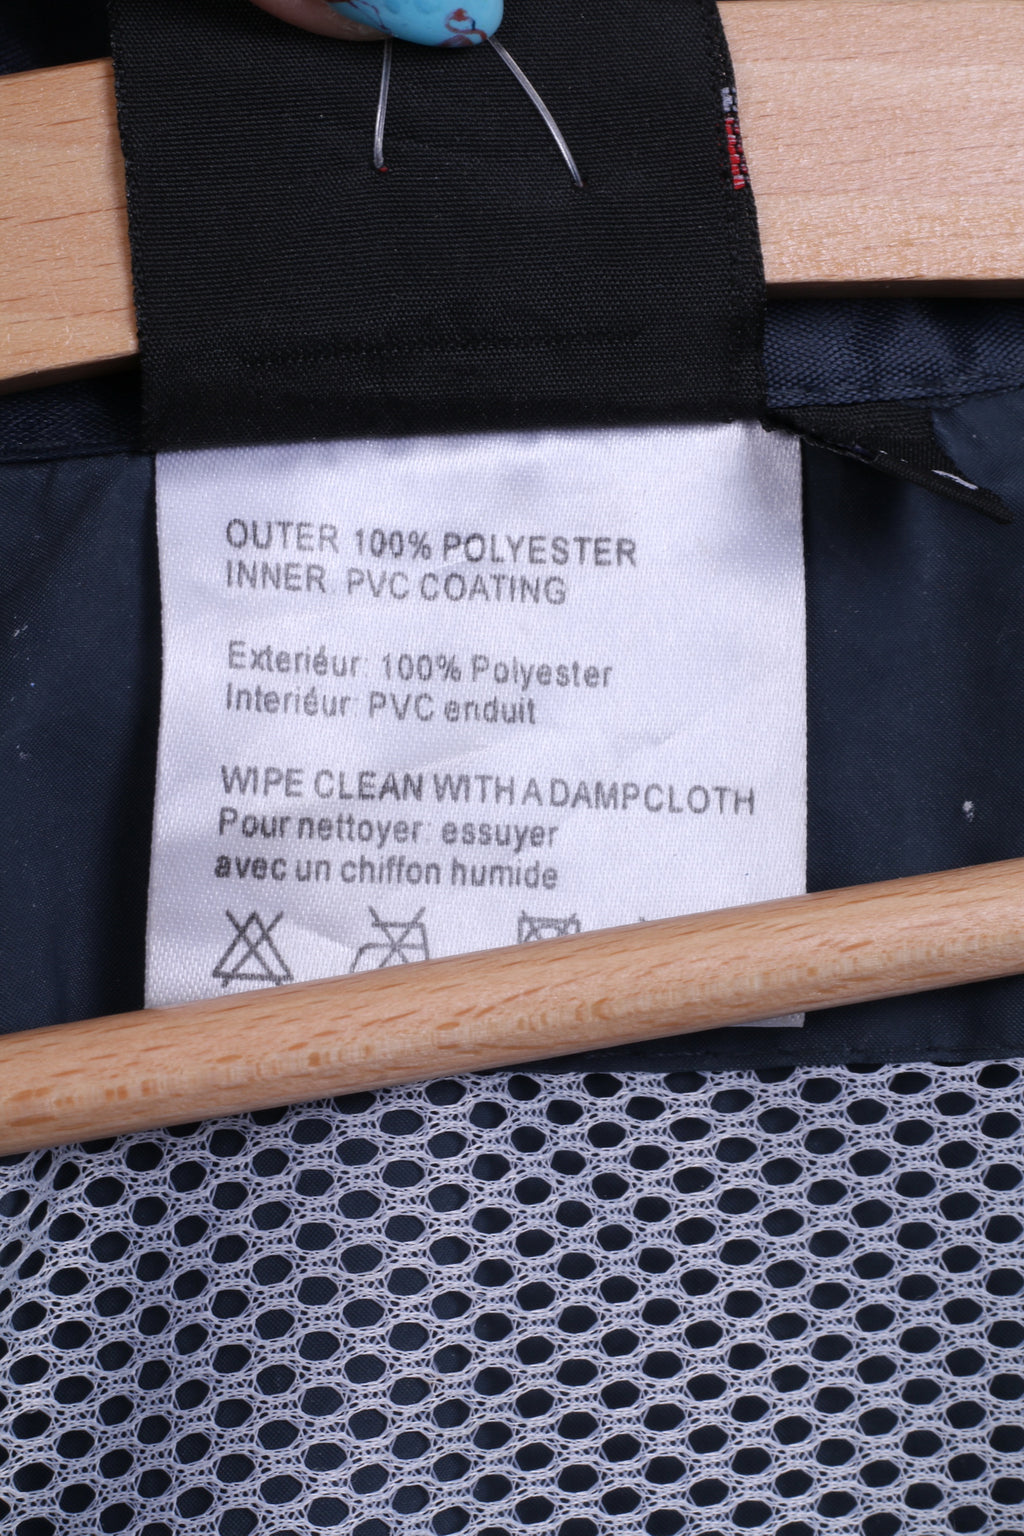 OUTER 100% POLYESTER
INNER PVC COATING
Exteriéur: 100% Polyester
Interiéur: PVC enduit
WIPE CLEAN WITH A DAMPCLOTH
Pour nettoyer: essuyer
avec un chiffon humide